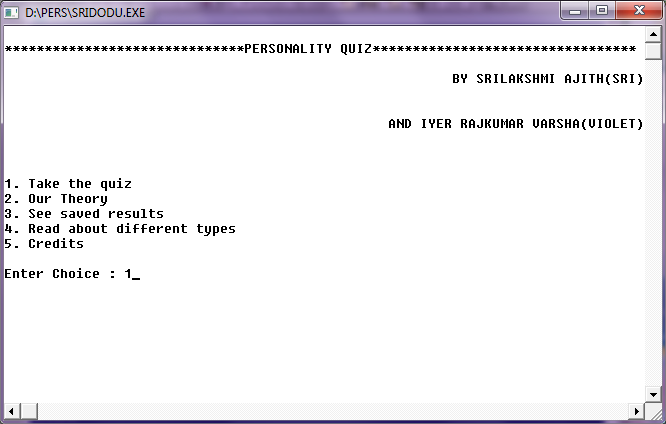 D:\PERS\SRIDODU.EXE
******************************PERSONALITY QUIZ*********************************
BY SRILAKSHMI AJITH(SRI)
AND IYER RAJKUMAR VARSHA(VIOLET)
1. Take the quiz
2. Our Theory
3. See saved results
4. Read about different types
5. Credits
Enter Choice : 1_